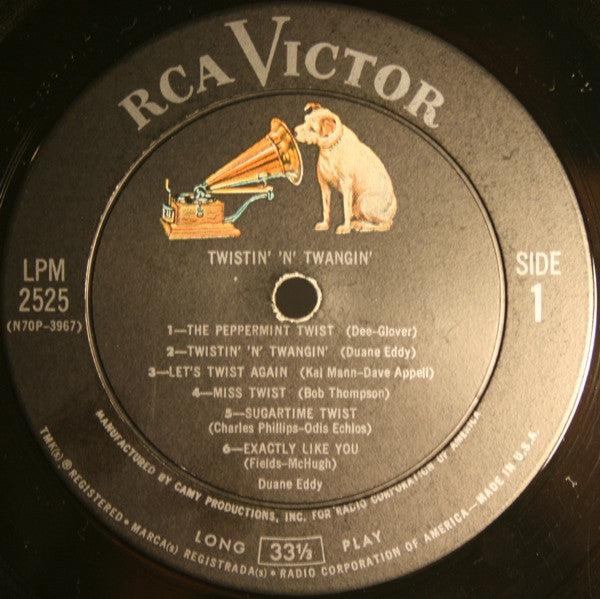 RCA VICTOR
TWISTIN' 'N' TWANGIN'
LPM
2525
(N70P-3967)
SIDE
1
1—THE PEPPERMINT TWIST (Dee-Glover)
2—TWISTIN' 'N' TWANGIN' (Duane Eddy)
3—LET'S TWIST AGAIN (Kal Mann-Dave Appell)
4—MISS TWIST (Bob Thompson)
5—SUGARTIME TWIST
(Charles Phillips-Odis Echlos)
6—EXACTLY LIKE YOU
(Fields-McHugh)
Duane Eddy
MANUFACTURED BY CAMY PRODUCTIONS, INC. FOR RADIO CORPORATION OF AMERICA
LONG 33⅓ PLAY
TMK(s) ® REGISTERED • MARCA(s) REGISTRADA(s) • RADIO CORPORATION OF AMERICA—MADE IN U.S.A.
1